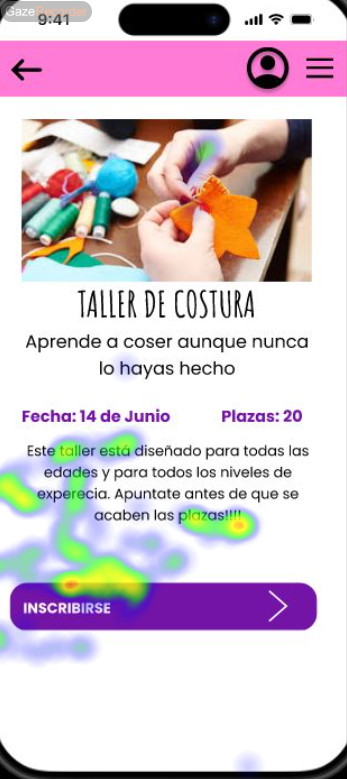 GazeRecorder
9:41
TALLER DE COSTURA
Aprende a coser aunque nunca
lo hayas hecho
Fecha: 14 de Junio Plazas: 20
Este taller está diseñado para todas las
edades y para todos los niveles de
experecia. Apuntate antes de que se
acaben las plazas!!!!
INSCRIBIRSE